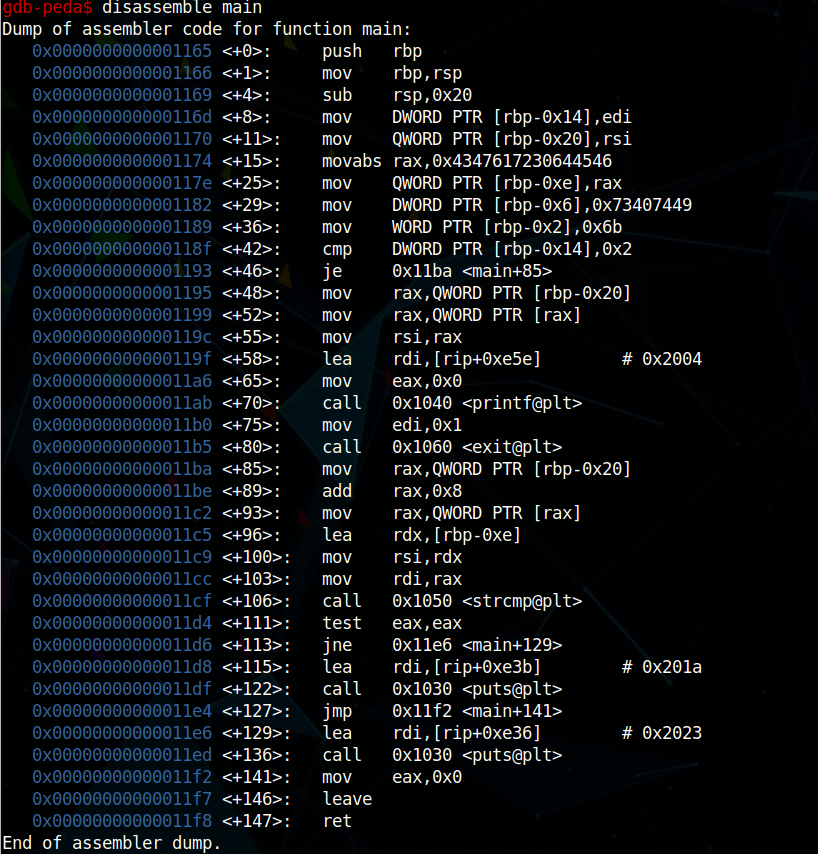 gdb-peda$ disassemble main
Dump of assembler code for function main:
   0x0000000000001165 <+0>:     push   rbp
   0x0000000000001166 <+1>:     mov    rbp,rsp
   0x0000000000001169 <+4>:     sub    rsp,0x20
   0x000000000000116d <+8>:     mov    DWORD PTR [rbp-0x14],edi
   0x0000000000001170 <+11>:    mov    QWORD PTR [rbp-0x20],rsi
   0x0000000000001174 <+15>:    movabs rax,0x4347617230644546
   0x000000000000117e <+25>:    mov    QWORD PTR [rbp-0xe],rax
   0x0000000000001182 <+29>:    mov    DWORD PTR [rbp-0x6],0x73407449
   0x0000000000001189 <+36>:    mov    WORD PTR [rbp-0x2],0x6b
   0x000000000000118f <+42>:    cmp    DWORD PTR [rbp-0x14],0x2
   0x0000000000001193 <+46>:    je     0x11ba <main+85>
   0x0000000000001195 <+48>:    mov    rax,QWORD PTR [rbp-0x20]
   0x0000000000001199 <+52>:    mov    rax,QWORD PTR [rax]
   0x000000000000119c <+55>:    mov    rsi,rax
   0x000000000000119f <+58>:    lea    rdi,[rip+0xe5e]        # 0x2004
   0x00000000000011a6 <+65>:    mov    eax,0x0
   0x00000000000011ab <+70>:    call   0x1040 <printf@plt>
   0x00000000000011b0 <+75>:    mov    edi,0x1
   0x00000000000011b5 <+80>:    call   0x1060 <exit@plt>
   0x00000000000011ba <+85>:    mov    rax,QWORD PTR [rbp-0x20]
   0x00000000000011be <+89>:    add    rax,0x8
   0x00000000000011c2 <+93>:    mov    rax,QWORD PTR [rax]
   0x00000000000011c5 <+96>:    lea    rdx,[rbp-0xe]
   0x00000000000011c9 <+100>:   mov    rsi,rdx
   0x00000000000011cc <+103>:   mov    rdi,rax
   0x00000000000011cf <+106>:   call   0x1050 <strcmp@plt>
   0x00000000000011d4 <+111>:   test   eax,eax
   0x00000000000011d6 <+113>:   jne    0x11e6 <main+129>
   0x00000000000011d8 <+115>:   lea    rdi,[rip+0xe3b]        # 0x201a
   0x00000000000011df <+122>:   call   0x1030 <puts@plt>
   0x00000000000011e4 <+127>:   jmp    0x11f2 <main+141>
   0x00000000000011e6 <+129>:   lea    rdi,[rip+0xe36]        # 0x2023
   0x00000000000011ed <+136>:   call   0x1030 <puts@plt>
   0x00000000000011f2 <+141>:   mov    eax,0x0
   0x00000000000011f7 <+146>:   leave
   0x00000000000011f8 <+147>:   ret
End of assembler dump.